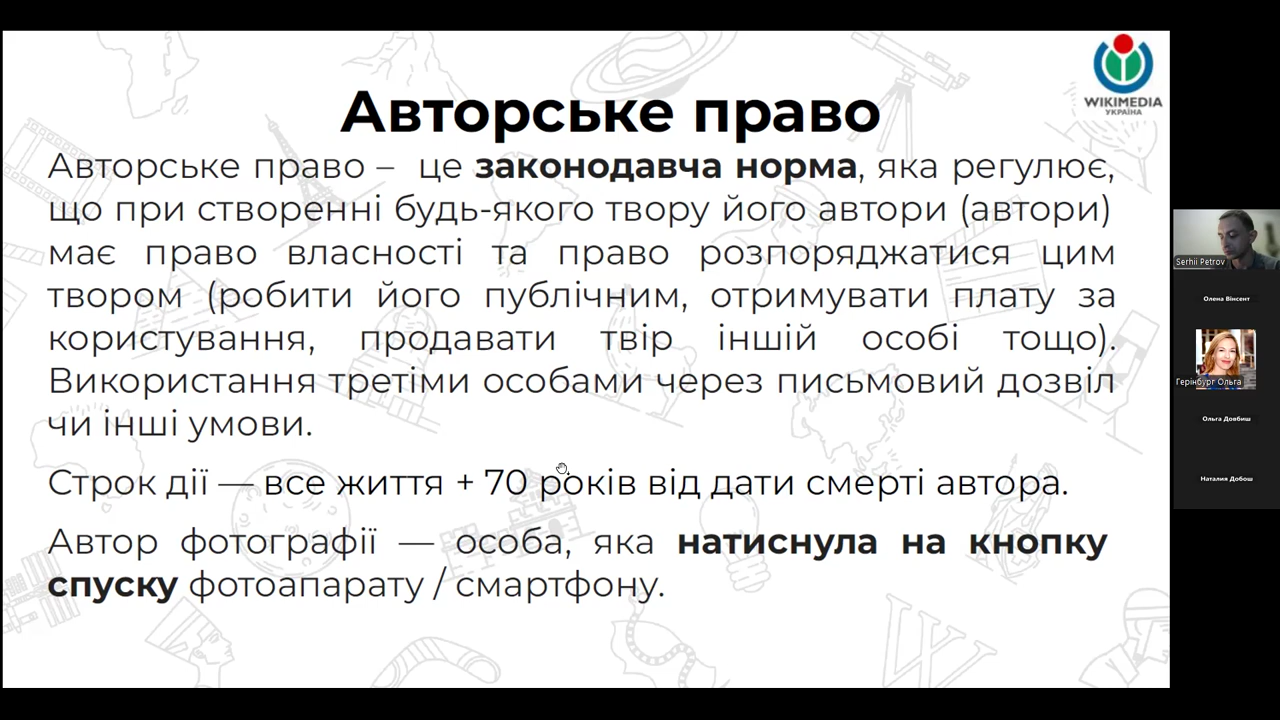 Авторське право
Авторське право –  це законодавча норма, яка регулює,
що при створенні будь-якого твору його автори (автори)
має право власності та право розпоряджатися цим
твором (робити його публічним, отримувати плату за
користування, продавати твір іншій особі тощо).
Використання третіми особами через письмовий дозвіл
чи інші умови.
Строк дії — все життя + 70 років від дати смерті автора.
Автор фотографії — особа, яка натиснула на кнопку
спуску фотоапарату / смартфону.
WIKIMEDIA
УКРАЇНА
Serhii Petrov
Олена Вінсент
Герінбург Ольга
Ольга Довбиш
Наталия Добош